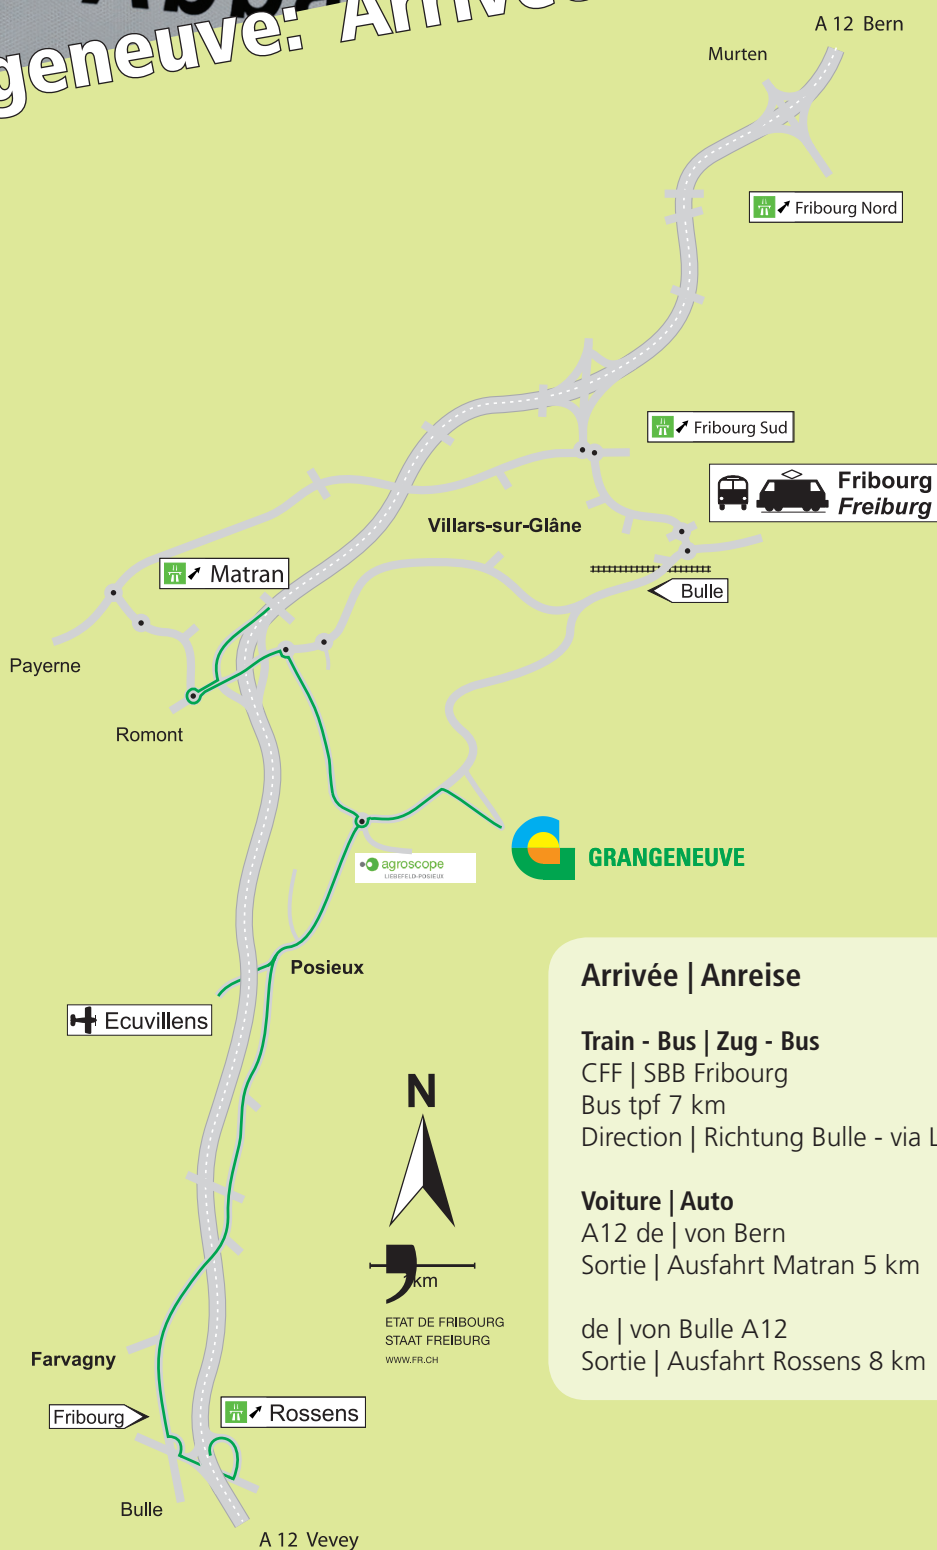 Arrivée
A 12 Bern
Murten
Fribourg Nord
Fribourg Sud
Fribourg
Freiburg
Villars-sur-Glâne
Matran
Bulle
Payerne
Romont
agroscope
LIEBEFELD-POSIEUX
GRANGENEUVE
Posieux
Ecuvillens
Arrivée | Anreise
Train - Bus | Zug - Bus
CFF | SBB Fribourg
Bus tpf 7 km
Direction | Richtung Bulle - via
Voiture | Auto
A12 de | von Bern
Sortie | Ausfahrt Matran 5 km
de | von Bulle A12
Sortie | Ausfahrt Rossens 8 km
N
1km
ETAT DE FRIBOURG
STAAT FREIBURG
WWW.FR.CH
Farvagny
Fribourg
Rossens
Bulle
A 12 Vevey